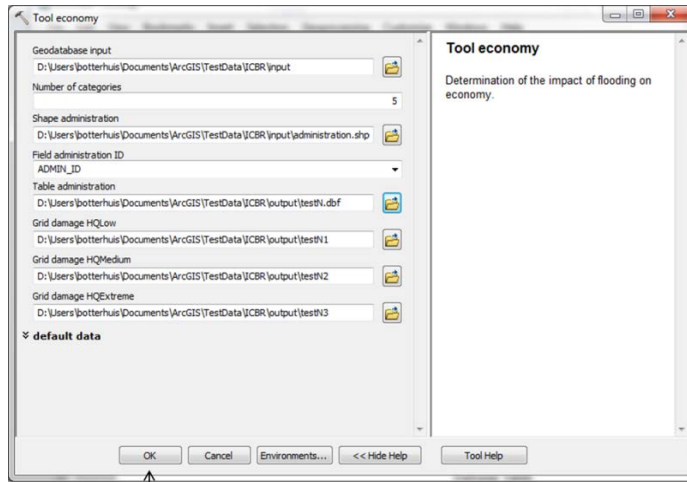 Tool economy
Geodatabase input
D:\Users\botterhuis\Documents\ArcGIS\TestData\ICBR\input
Number of categories
5
Shape administration
D:\Users\botterhuis\Documents\ArcGIS\TestData\ICBR\input\administration.shp
Field administration ID
ADMIN_ID
Table administration
D:\Users\botterhuis\Documents\ArcGIS\TestData\ICBR\output\testN.dbf
Grid damage HQLow
D:\Users\botterhuis\Documents\ArcGIS\TestData\ICBR\output\testN1
Grid damage HQMedium
D:\Users\botterhuis\Documents\ArcGIS\TestData\ICBR\output\testN2
Grid damage HQExtreme
D:\Users\botterhuis\Documents\ArcGIS\TestData\ICBR\output\testN3
default data
Tool economy
Determination of the impact of flooding on
economy.
OK Cancel Environments... << Hide Help Tool Help